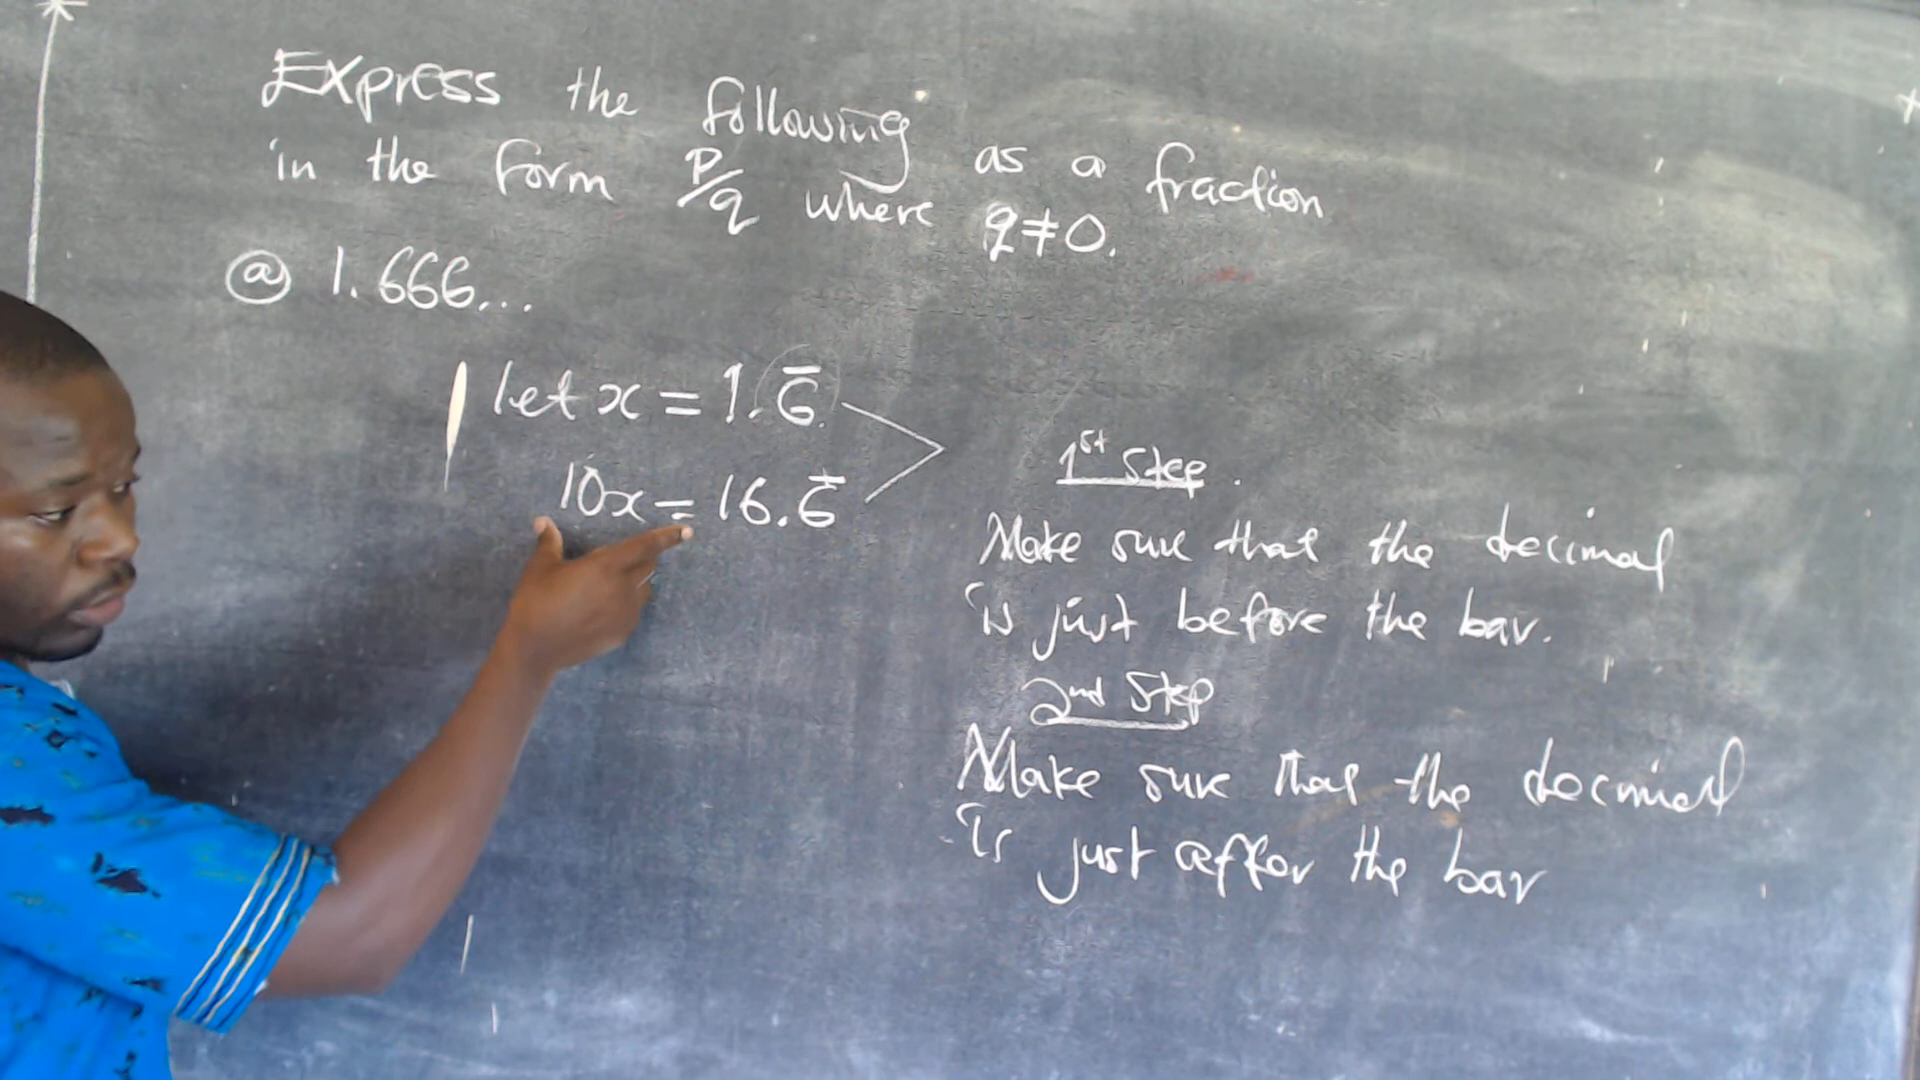 Express the following as a fraction
in the form P/q where q≠0.
ⓐ 1.666...
let x = 1.6̅
10x = 16.6̅
1st Step.
Make sure that the decimal
is just before the bar.
2nd Step
Make sure that the decimal
is just after the bar